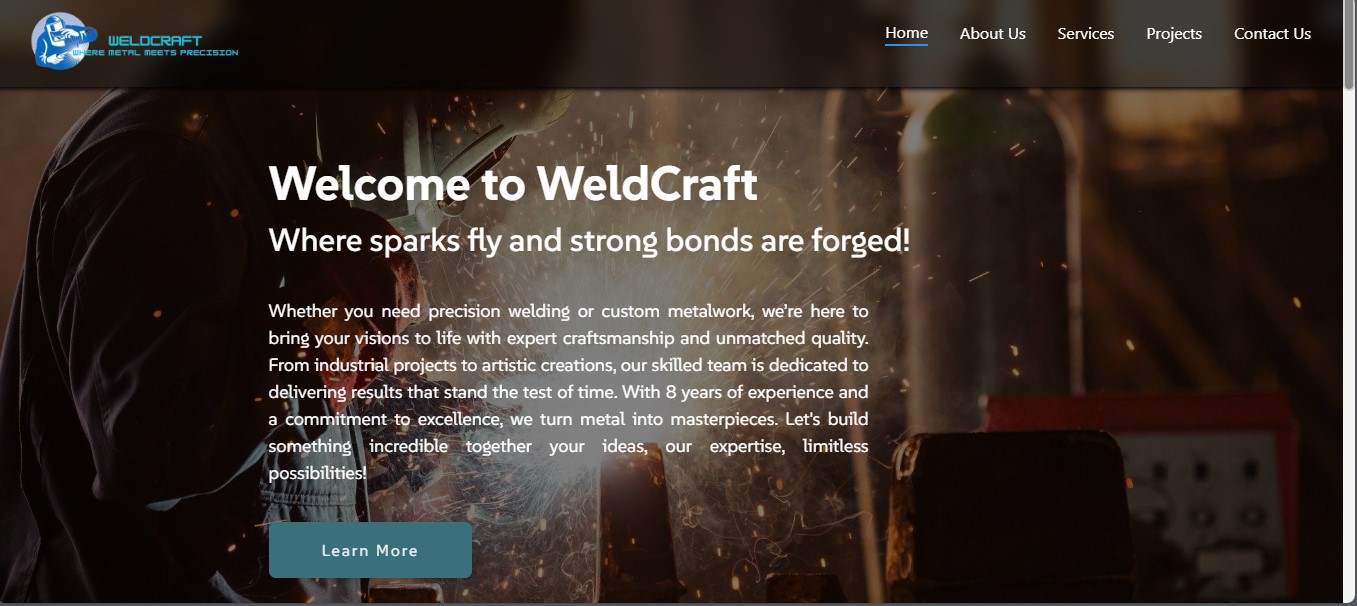 WELDCRAFT
WHERE METAL MEETS PRECISION
Home About Us Services Projects Contact Us
Welcome to WeldCraft
Where sparks fly and strong bonds are forged!
Whether you need precision welding or custom metalwork, we're here to
bring your visions to life with expert craftsmanship and unmatched quality.
From industrial projects to artistic creations, our skilled team is dedicated to
delivering results that stand the test of time. With 8 years of experience and
a commitment to excellence, we turn metal into masterpieces. Let's build
something incredible together your ideas, our expertise, limitless
possibilities!
Learn More